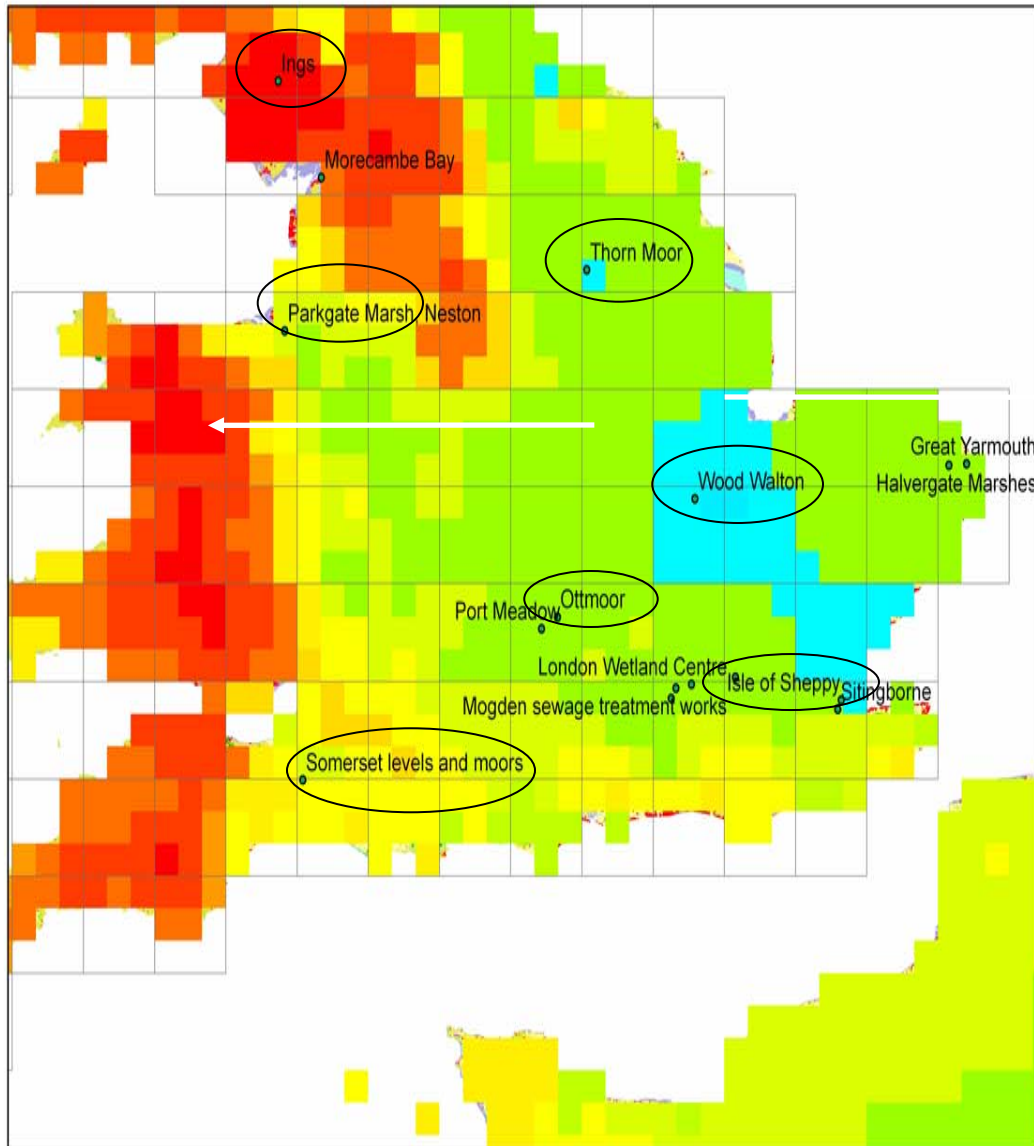 Ings
Morecambe Bay
Thorn Moor
Parkgate Marsh, Neston
Great Yarmouth
Halvergate Marshes
Wood Walton
Ottmoor
Port Meadow
London Wetland Centre
Isle of Sheppy
Sitingborne
Mogden sewage treatment works
Somerset levels and moors